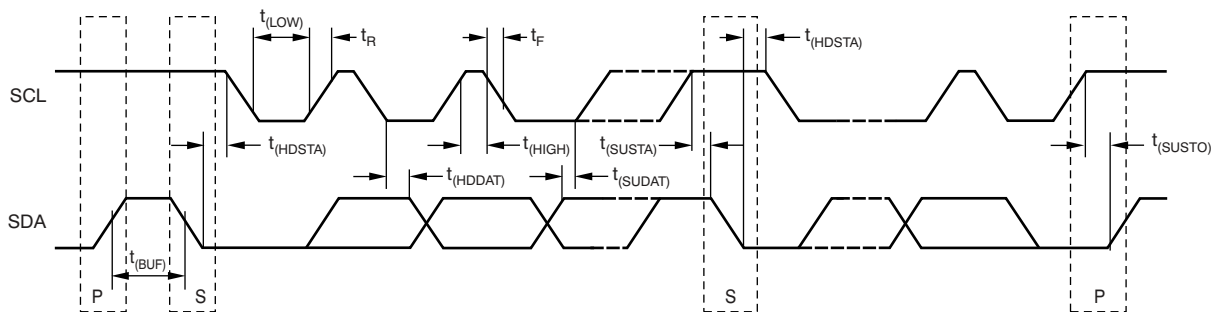 t(LOW)
tR
tF
t(HDSTA)
SCL
t(HDSTA)
t(HIGH)
t(SUSTA)
t(SUSTO)
t(HDDAT)
t(SUDAT)
SDA
t(BUF)
P
S
S
P